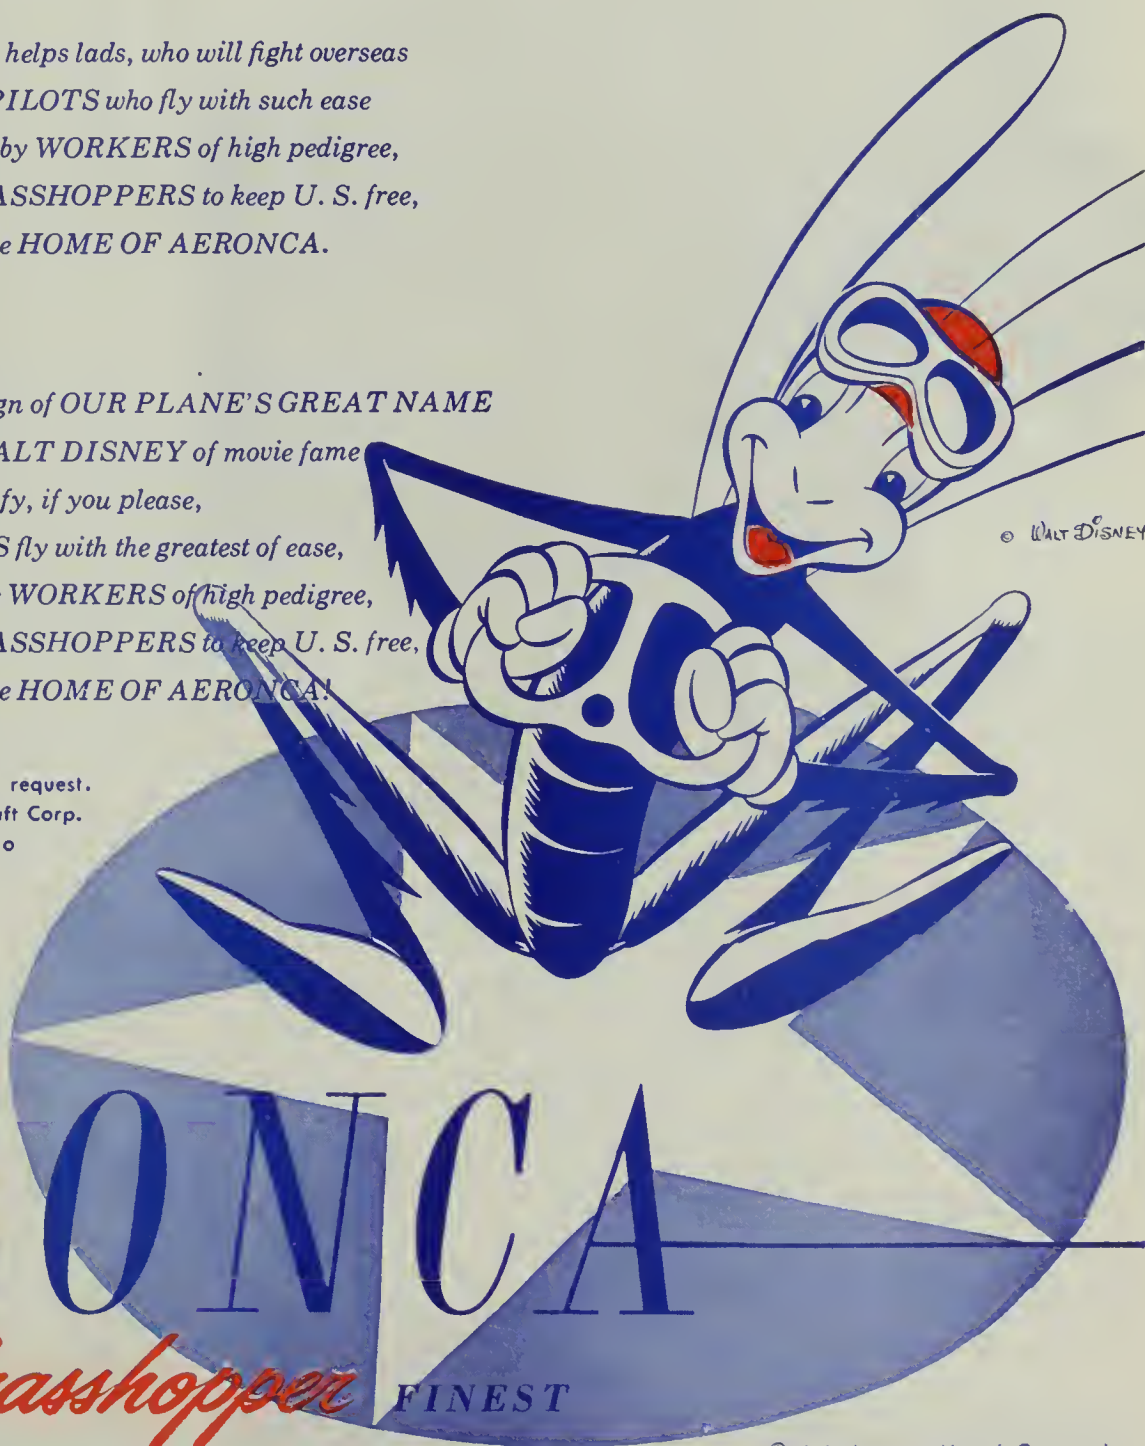 helps lads, who will fight overseas
PILOTS who fly with such ease
by WORKERS of high pedigree,
ASSHOPPERS to keep U. S. free,
e HOME OF AERONCA.
gn of OUR PLANE'S GREAT NAME
ALT DISNEY of movie fame
fy, if you please,
S fly with the greatest of ease,
WORKERS of high pedigree,
ASSHOPPERS to keep U. S. free,
e HOME OF AERONCA!
© WALT DISNEY
request.
ft Corp.
o
ONCA
asshopper FINEST